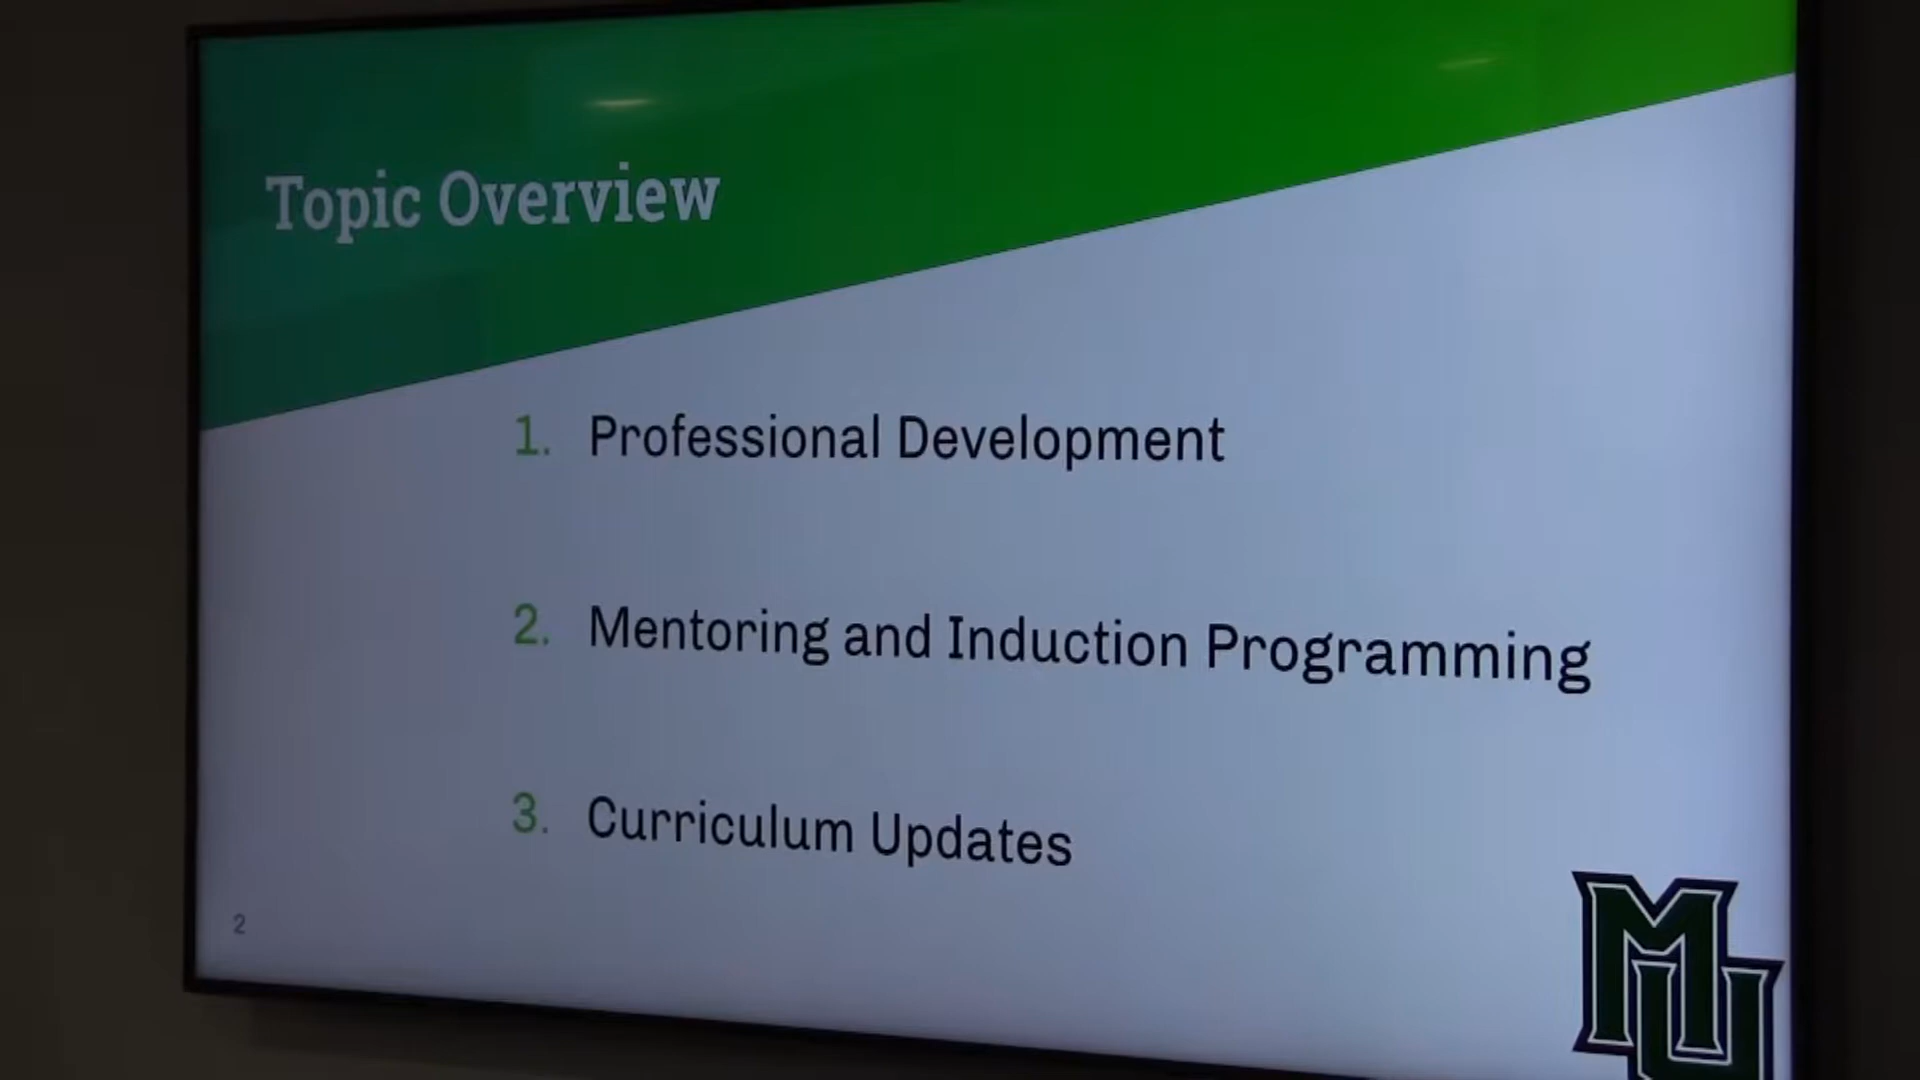 Topic Overview
1. Professional Development
2. Mentoring and Induction Programming
3. Curriculum Updates
2
MU